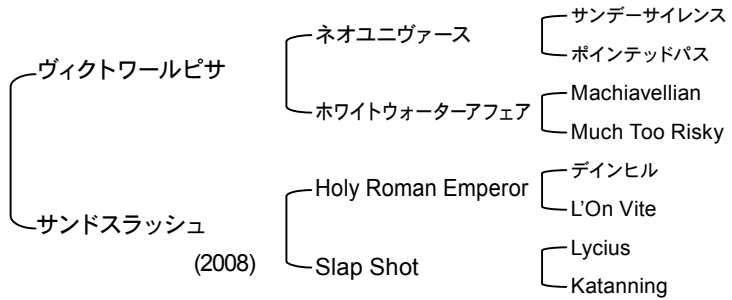 サンデーサイレンス
ネオユニヴァース
ポインテッドパス
ヴィクトワールピサ
Machiavellian
ホワイトウォーターアフェア
Much Too Risky
デインヒル
Holy Roman Emperor
L'On Vite
サンドスラッシュ
(2008)
Lycius
Slap Shot
Katanning